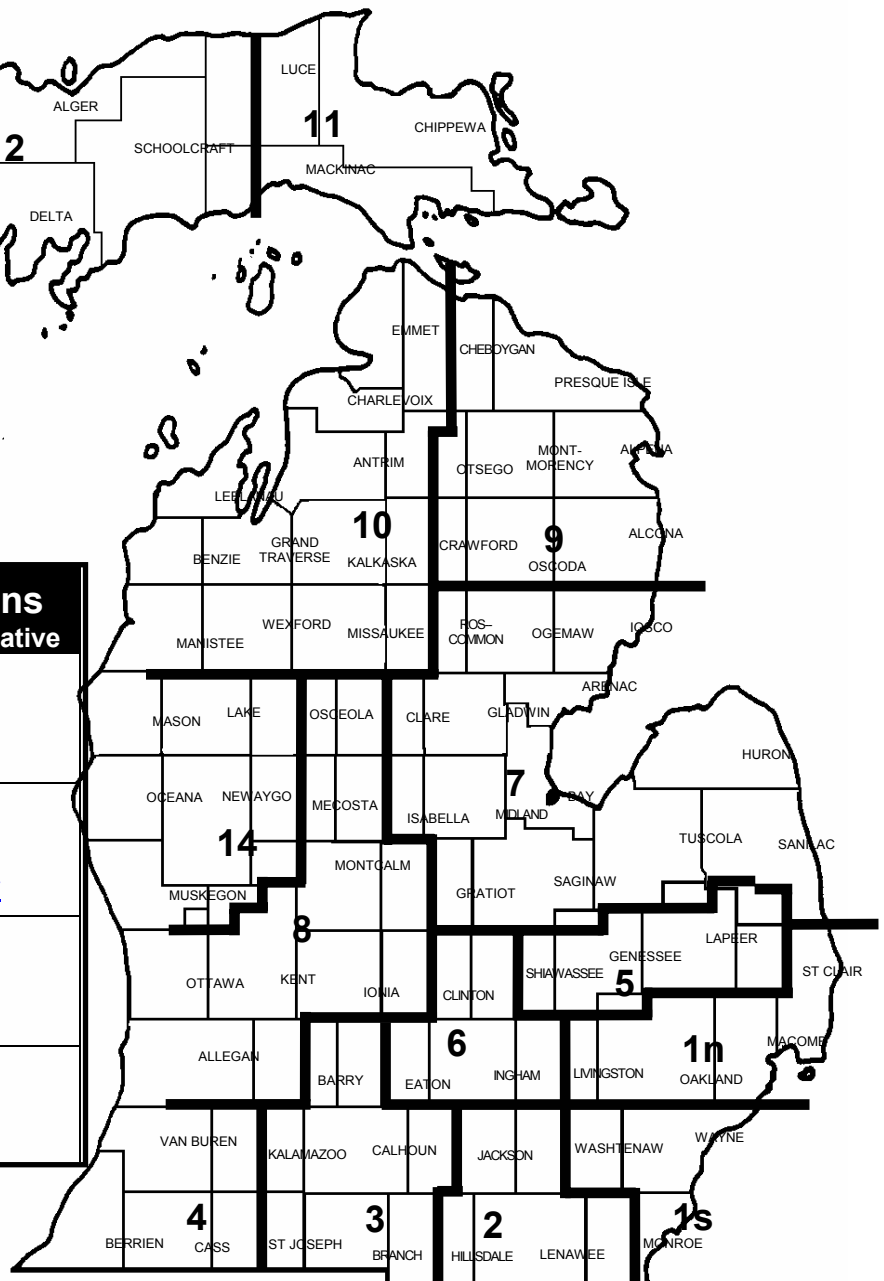 LUCE
ALGER
11
CHIPPEWA
2
SCHOOLCRAFT
MACKINAC
DELTA
EMMET
CHEBOYGAN
PRESQUE ISLE
CHARLEVOIX
ANTRIM
OTSEGO
MONT-
MORENCY
ALPENA
LEELANAU
10
GRAND
TRAVERSE
BENZIE
KALKASKA
CRAWFORD
9
OSCODA
ALCONA
ns
ative
WEXFORD
MANISTEE
MISSAUKEE
ROS–
COMMON
OGEMAW
IOSCO
ARENAC
MASON
LAKE
OSCEOLA
CLARE
GLADWIN
HURON
OCEANA
NEWAYGO
MECOSTA
ISABELLA
7
MIDLAND
BAY
14
MONTCALM
TUSCOLA
SANILAC
MUSKEGON
GRATIOT
SAGINAW
8
LAPEER
GENESSEE
OTTAWA
KENT
IONIA
CLINTON
SHIAWASSEE
5
ST CLAIR
ALLEGAN
BARRY
6
EATON
INGHAM
LIVINGSTON
1n
OAKLAND
MACOMB
VAN BUREN
KALAMAZOO
CALHOUN
JACKSON
WASHTENAW
WAYNE
4
3
2
1s
BERRIEN
CASS
ST JOSEPH
BRANCH
HILLSDALE
LENAWEE
MONROE